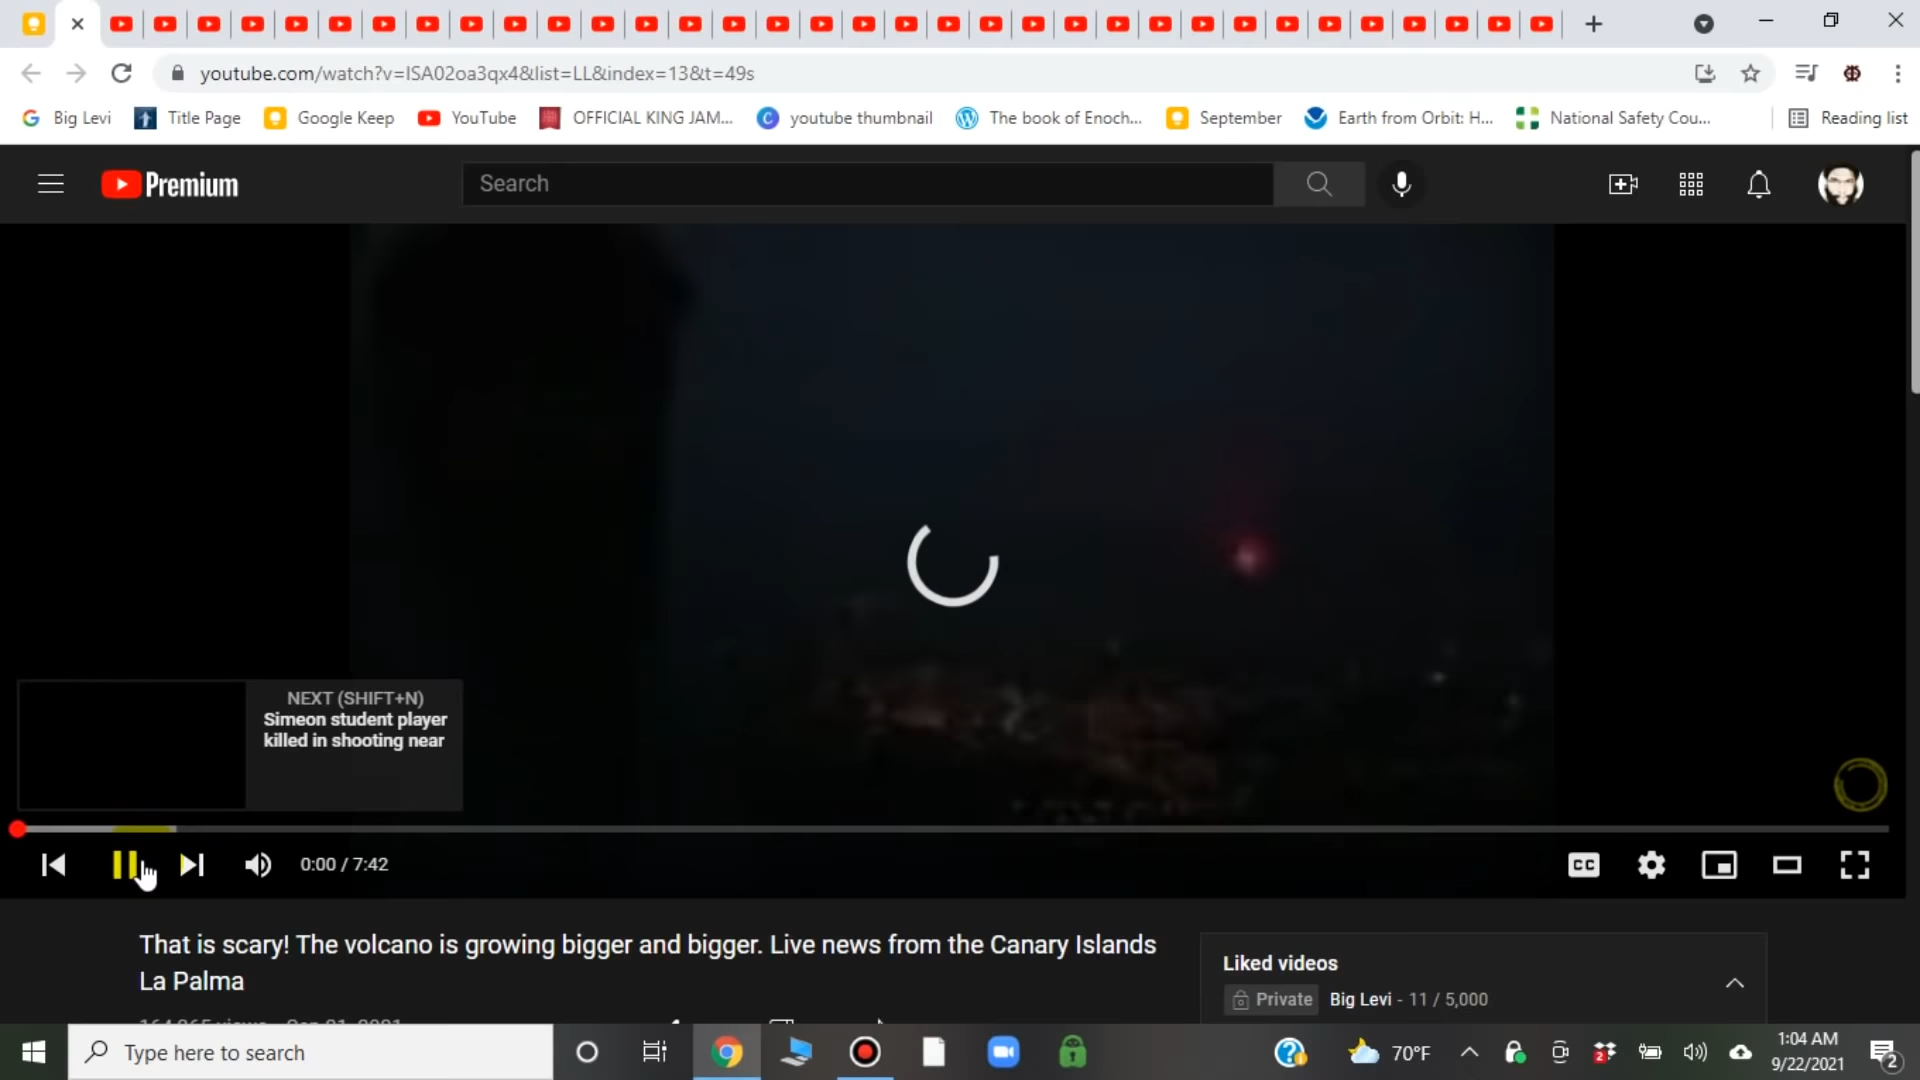 youtube.com/watch?v=ISA02oa3qx4&list=LL&index=13&t=49s
Big Levi Title Page Google Keep YouTube OFFICIAL KING JAM... youtube thumbnail The book of Enoch... September Earth from Orbit: H... National Safety Cou... Reading list
Premium
Search
NEXT (SHIFT+N)
Simeon student player
killed in shooting near
0:00 / 7:42
CC
That is scary! The volcano is growing bigger and bigger. Live news from the Canary Islands
La Palma
Liked videos
Private Big Levi - 11 / 5,000
Type here to search
70°F
1:04 AM
9/22/2021
2
2